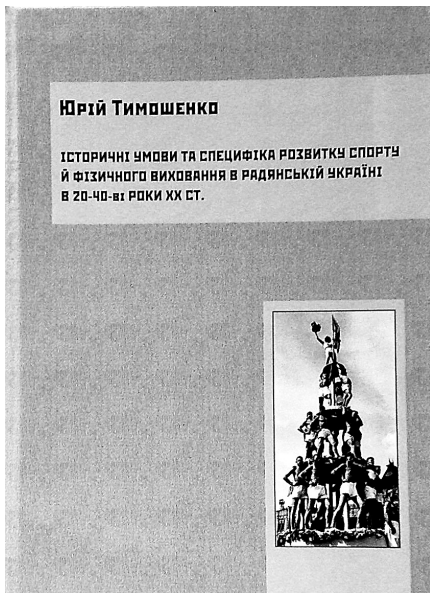 Юрій Тимошенко
ІСТОРИЧНІ УМОВИ ТА СПЕЦИФІКА РОЗВИТКУ СПОРТУ
Й ФІЗИЧНОГО ВИХОВАННЯ В РАДЯНСЬКІЙ УКРАЇНІ
В 20-40-ві РОКИ ХХ СТ.